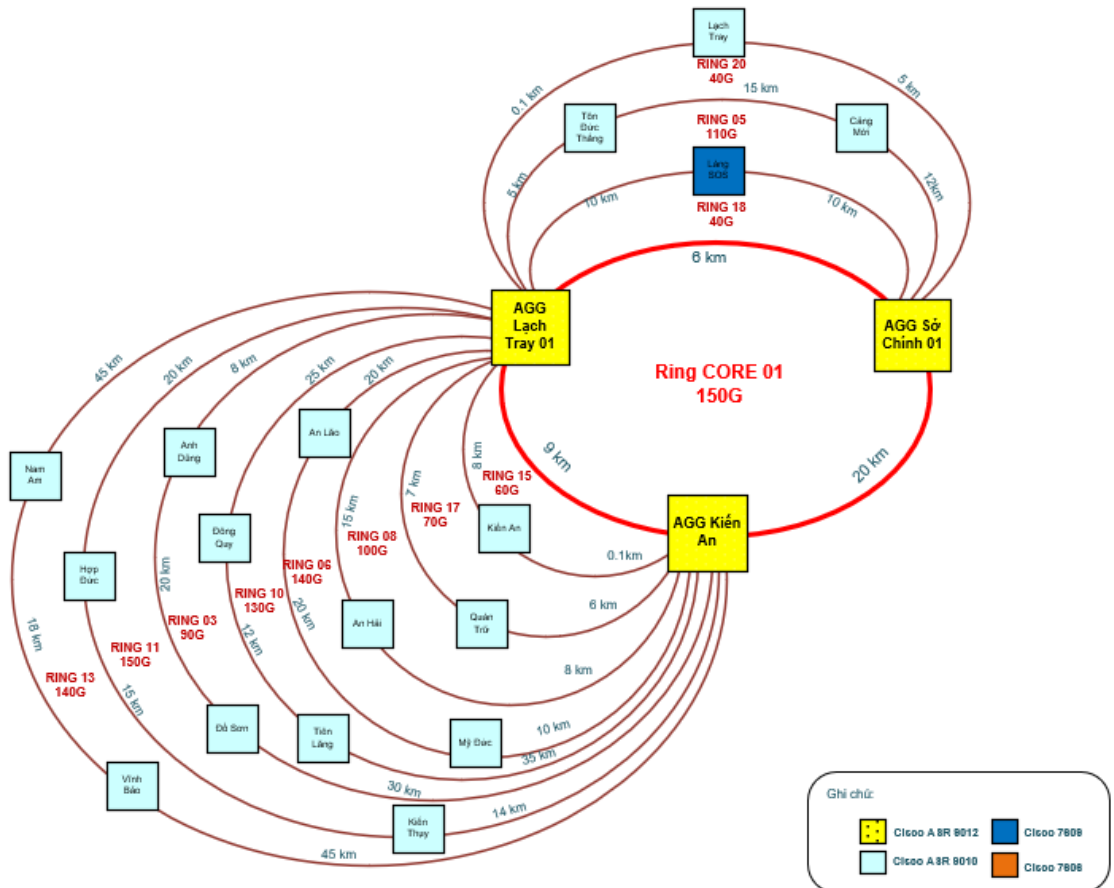 Lạch
Tray
RING 20
40G
0.1 km
5 km
15 km
Tôn
Đức
Thắng
RING 05
110G
Cảng
Mới
5 km
12km
Láng
SOS
10 km
10 km
RING 18
40G
6 km
AGG
Lạch
Tray 01
AGG Sở
Chính 01
Ring CORE 01
150G
9 km
20 km
AGG Kiến
An
45 km
20 km
8 km
25 km
20 km
Nam
Am
Anh
Dũng
An Lão
15 km
7 km
8 km
RING 15
60G
RING 17
70G
RING 08
100G
Kiến An
0.1km
Đông
Quy
Hợp
Đức
20 km
RING 06
140G
RING 10
130G
RING 03
90G
20 km
12 km
An Hải
Quán
Trữ
6 km
8 km
18 km
RING 11
150G
RING 13
140G
15 km
Đồ Sơn
Tiên
Lãng
Mỹ Đức
10 km
35 km
30 km
14 km
Vĩnh
Bảo
Kiến
Thụy
45 km
Ghi chú:
Cisco ASR 9012
Cisco 7609
Cisco ASR 9010
Cisco 7606